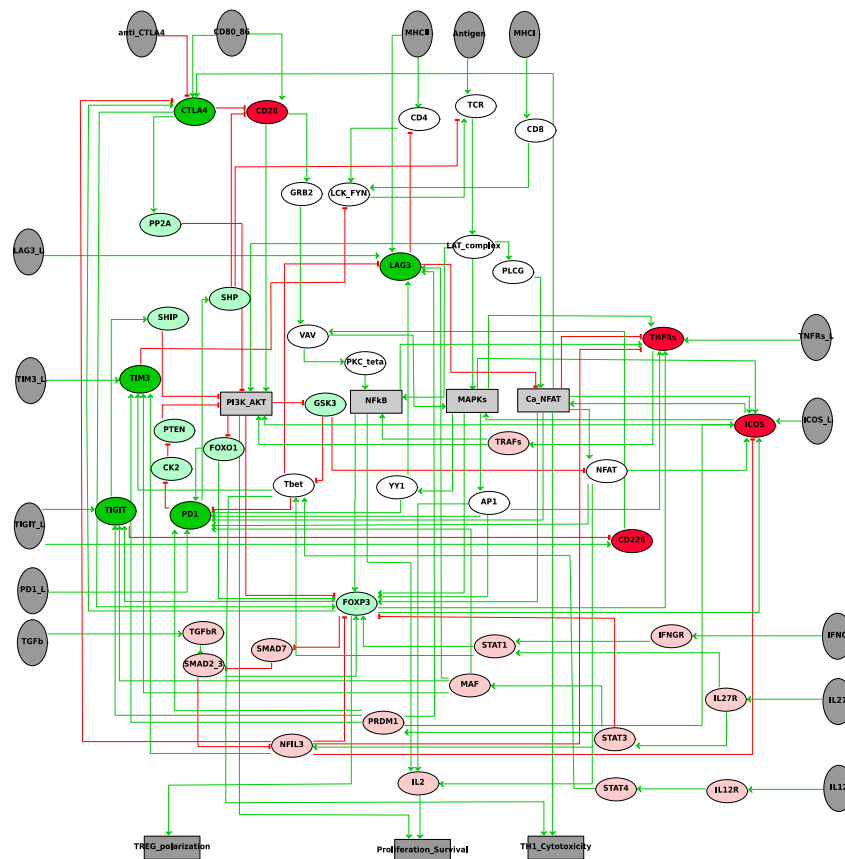 anti_CTLA4
CD80_86
MHCII
Antigen
MHCI
CTLA4
CD28
TCR
CD4
CD8
GRB2
LCK_FYN
PP2A
LAT_complex
LAG3_L
LAG3
PLCG
SHP
SHIP
VAV
TNFRs
TNFRs_L
PKC_teta
TIM3_L
TIM3
PI3K_AKT
GSK3
NFkB
MAPKs
Ca_NFAT
ICOS
ICOS_L
PTEN
FOXO1
TRAFs
CK2
Tbet
YY1
NFAT
AP1
TIGIT
PD1
TIGIT_L
CD226
PD1_L
FOXP3
TGFb
TGFbR
SMAD7
STAT1
IFNGR
IFNG
SMAD2_3
MAF
IL27R
IL27
PRDM1
STAT3
NFIL3
IL2
STAT4
IL12R
IL12
TREG_polarization
Proliferation_Survival
TH1_Cytotoxicity